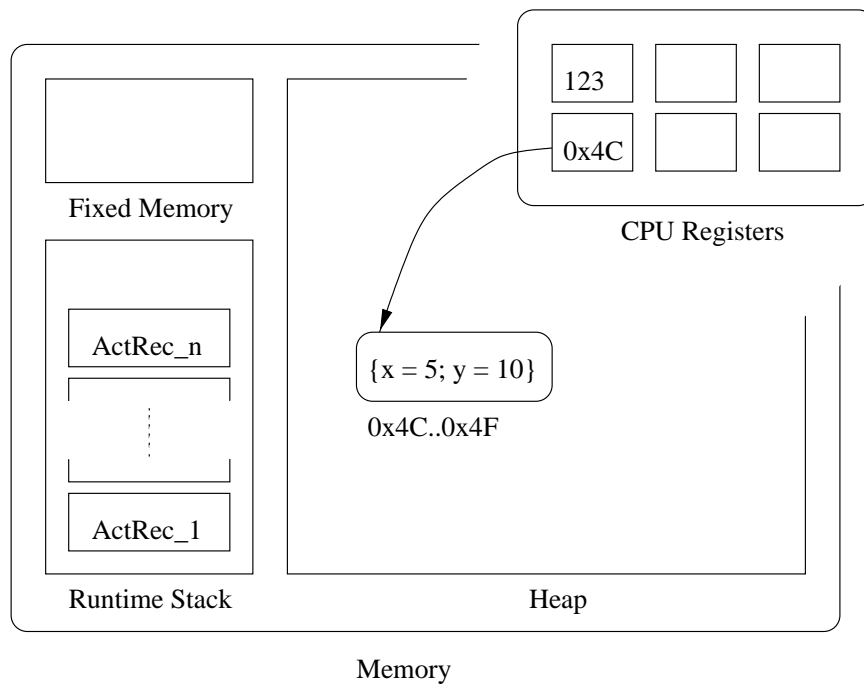 123
0x4C
Fixed Memory
CPU Registers
ActRec_n
{x = 5; y = 10}
0x4C..0x4F
ActRec_1
Runtime Stack
Heap
Memory